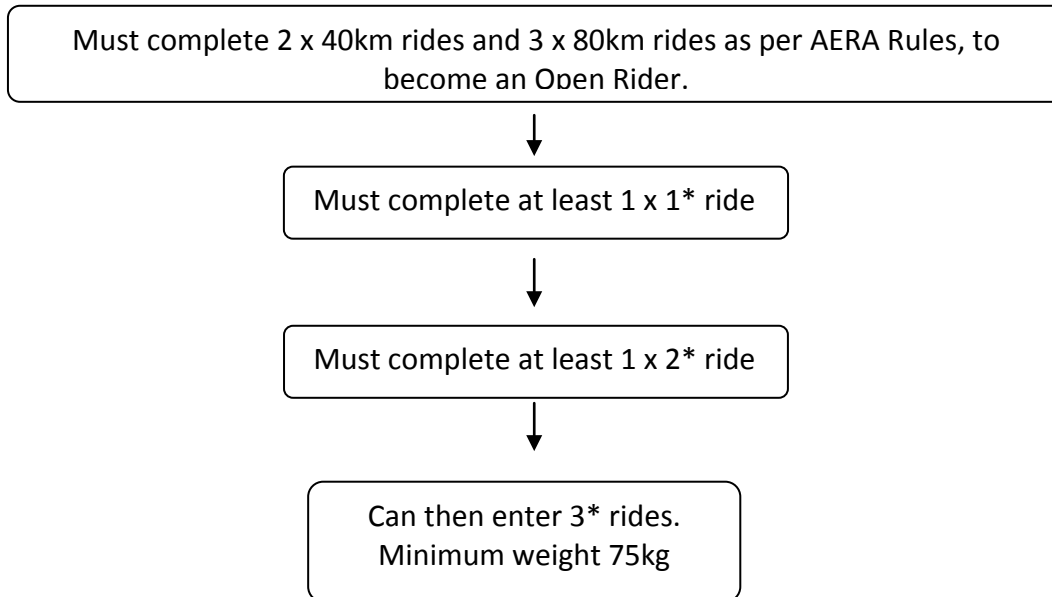 Must complete 2 x 40km rides and 3 x 80km rides as per AERA Rules, to
become an Open Rider.
Must complete at least 1 x 1* ride
Must complete at least 1 x 2* ride
Can then enter 3* rides.
Minimum weight 75kg